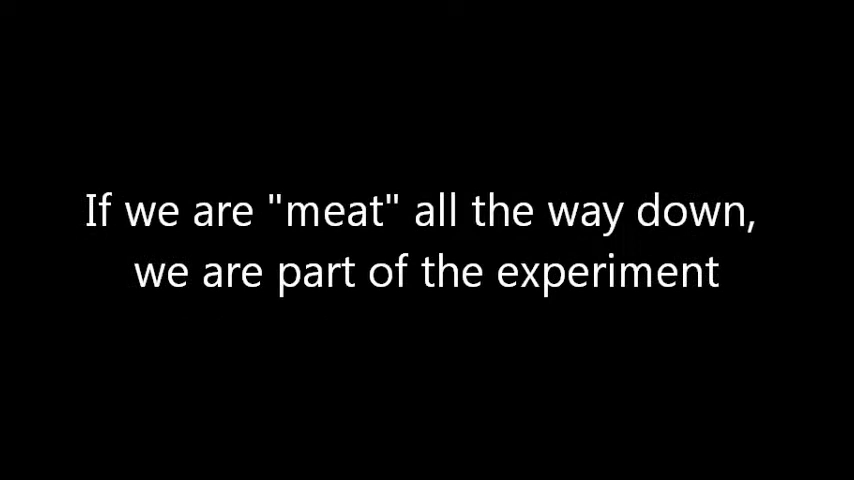 If we are "meat" all the way down,
we are part of the experiment